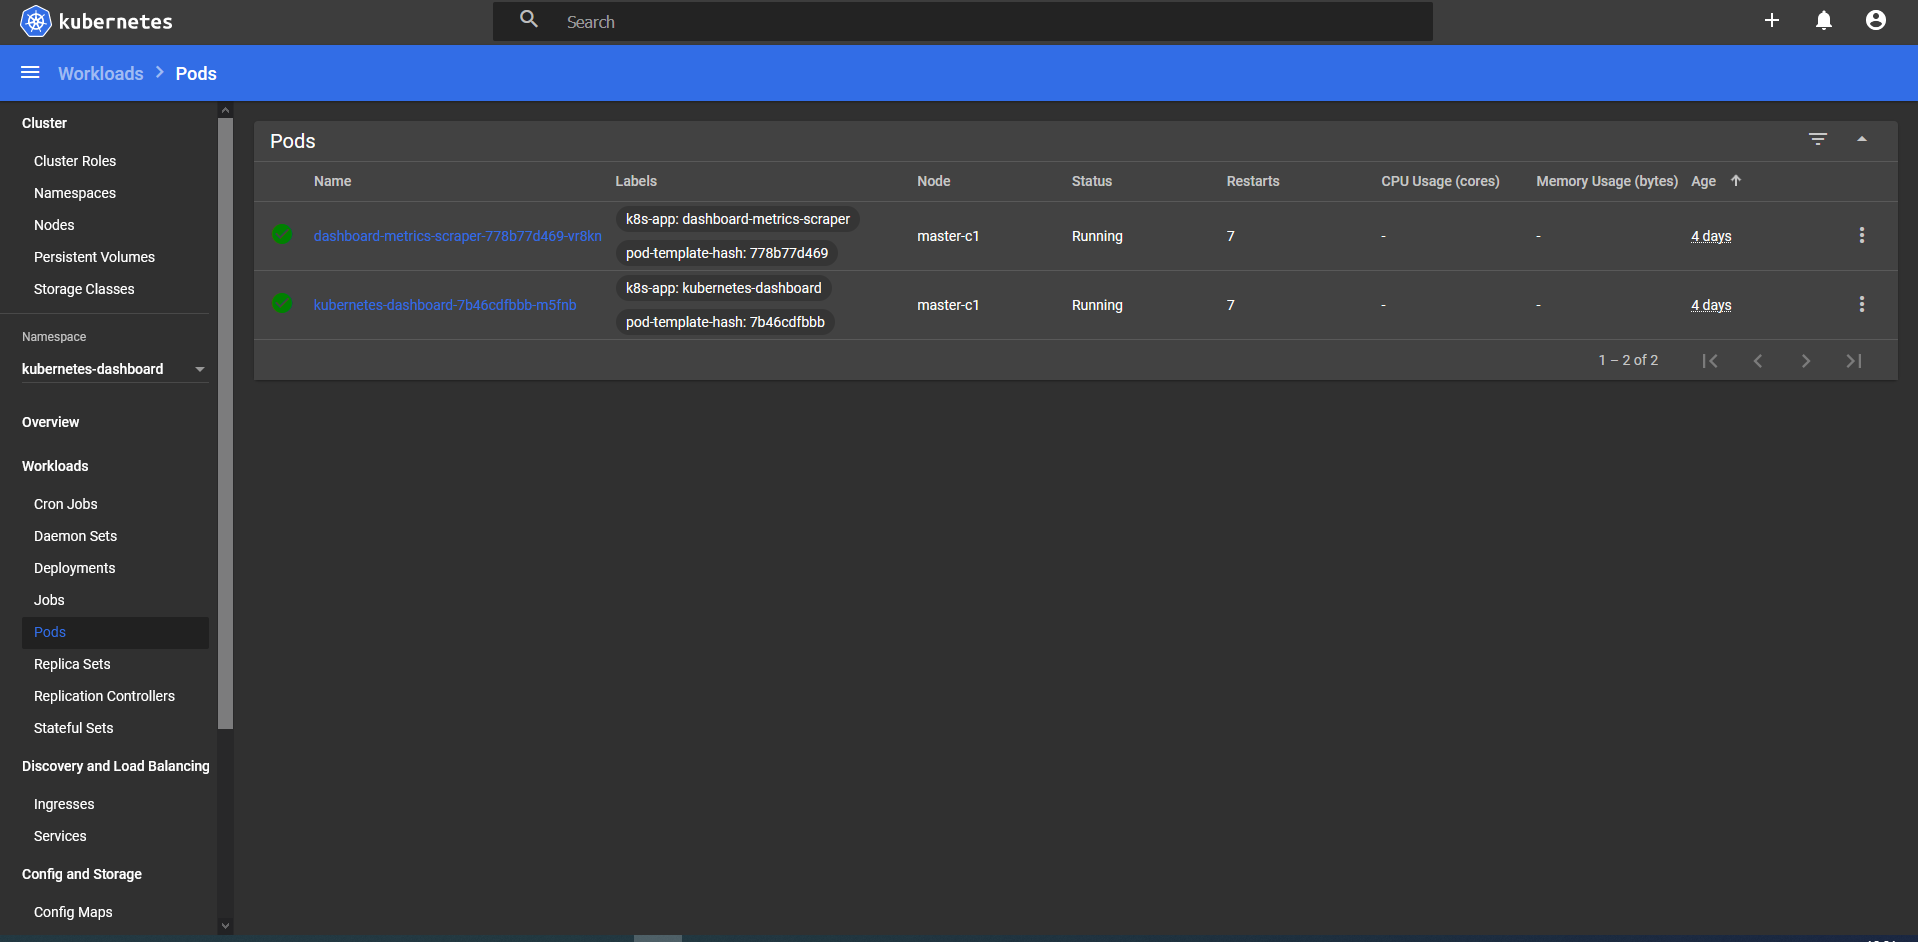 kubernetes
Search
Workloads
Pods
Cluster
Cluster Roles
Namespaces
Nodes
Persistent Volumes
Storage Classes
Namespace
kubernetes-dashboard
Overview
Workloads
Cron Jobs
Daemon Sets
Deployments
Jobs
Pods
Replica Sets
Replication Controllers
Stateful Sets
Discovery and Load Balancing
Ingresses
Services
Config and Storage
Config Maps
Pods
Name Labels Node Status Restarts CPU Usage (cores) Memory Usage (bytes) Age
k8s-app: dashboard-metrics-scraper
dashboard-metrics-scraper-778b77d469-vr8kn master-c1 Running 7 - - 4 days
pod-template-hash: 778b77d469
k8s-app: kubernetes-dashboard
kubernetes-dashboard-7b46cdfbbb-m5fnb master-c1 Running 7 - - 4 days
pod-template-hash: 7b46cdfbbb
1 – 2 of 2